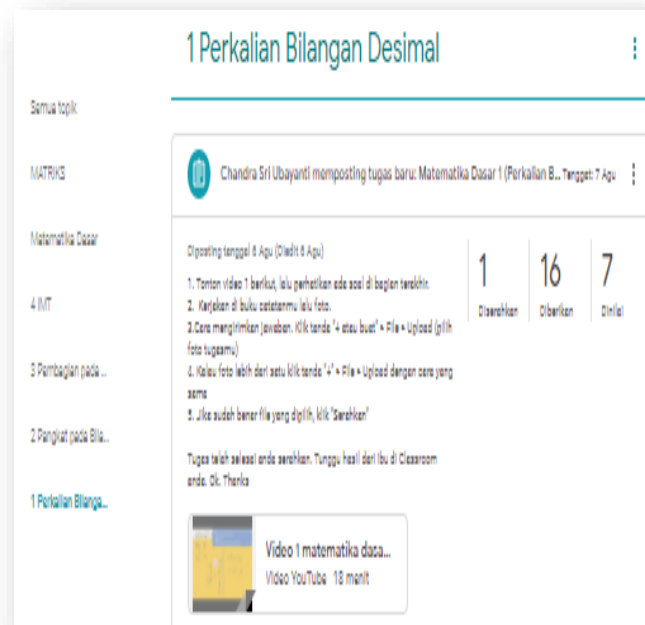 1 Perkalian Bilangan Desimal
Semua topik
MATRIKS
Matematika Dasar
4 IMT
3 Pembagian pada ...
2 Pangkat pada Bila...
1 Perkalian Bilanga...
Chandra Sri Ubayanti memposting tugas baru: Matematika Dasar 1 (Perkalian B... Tenggat: 7 Agu
Diposting tanggal 6 Agu (Diedit 6 Agu)
1. Tonton video 1 berikut, lalu perhatikan ada soal di bagian terakhir.
2. Kerjakan di buku catatanmu lalu foto.
3.Cara mengirimkan jawaban. Klik tanda "+ atau buat" > File > Upload (pilih
foto tugasmu)
4. Kalau foto lebih dari satu klik tanda "+" > File > Upload dengan cara yang
sama
5. Jika sudah benar file yang dipilih, klik "Serahkan"
Tugas telah selesai anda serahkan. Tunggu hasil dari Ibu di Classroom
anda. Ok. Thanks
1
Diserahkan
16
Diberikan
7
Dinilai
Video 1 matematika dasa...
Video YouTube 18 menit